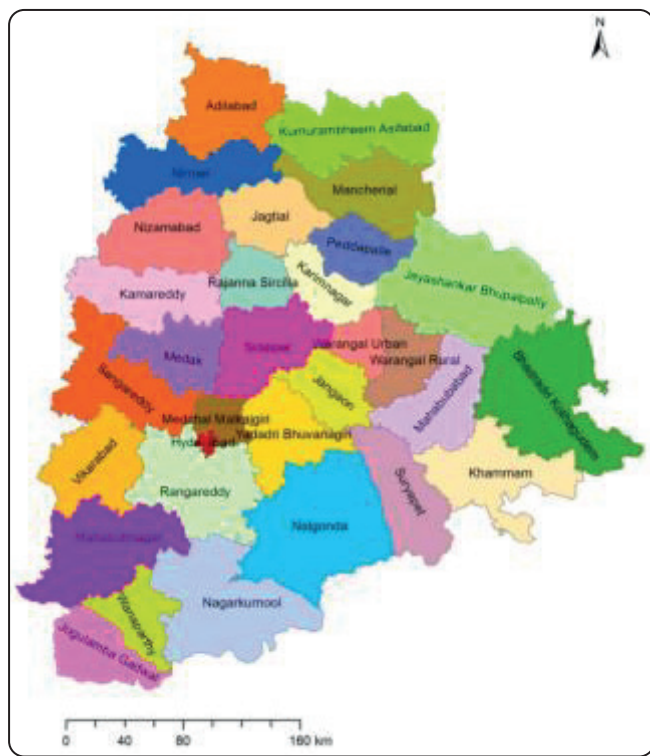 N
Adilabad
Kumurambheem Asifabad
Nirmal
Mancherial
Jagtial
Nizamabad
Peddapalle
Rajanna Sircilla
Karimnagar
Jayashankar Bhupalpally
Kamareddy
Medak
Siddipet
Warangal Urban
Warangal Rural
Sangareddy
Jangaon
Mahabubabad
Bhadradri Kothagudem
Medchal Malkajgiri
Hyderabad
Yadadri Bhuvanagiri
Vikarabad
Rangareddy
Suryapet
Khammam
Nalgonda
Mahabubnagar
Nagarkurnool
Wanaparthi
Jogulamba Gadwal
0 40 80 160 km